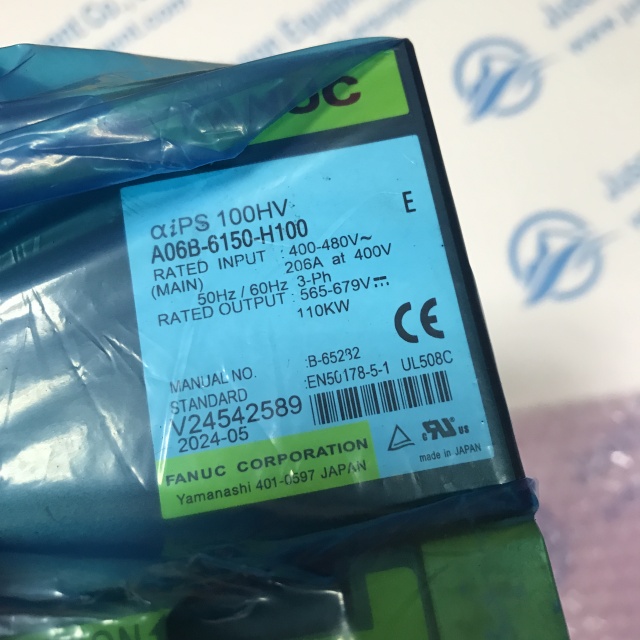 αiPS 100HV
E
A06B-6150-H100
RATED INPUT : 400-480V~
(MAIN) 206A at 400V
50Hz / 60Hz 3-Ph
RATED OUTPUT : 565-679V
110KW
CE
MANUAL NO. :B-65282
STANDARD :EN50178-5-1 UL508C
V24542589
2024-05
FANUC CORPORATION
Yamanashi 401-0597 JAPAN
made in JAPAN